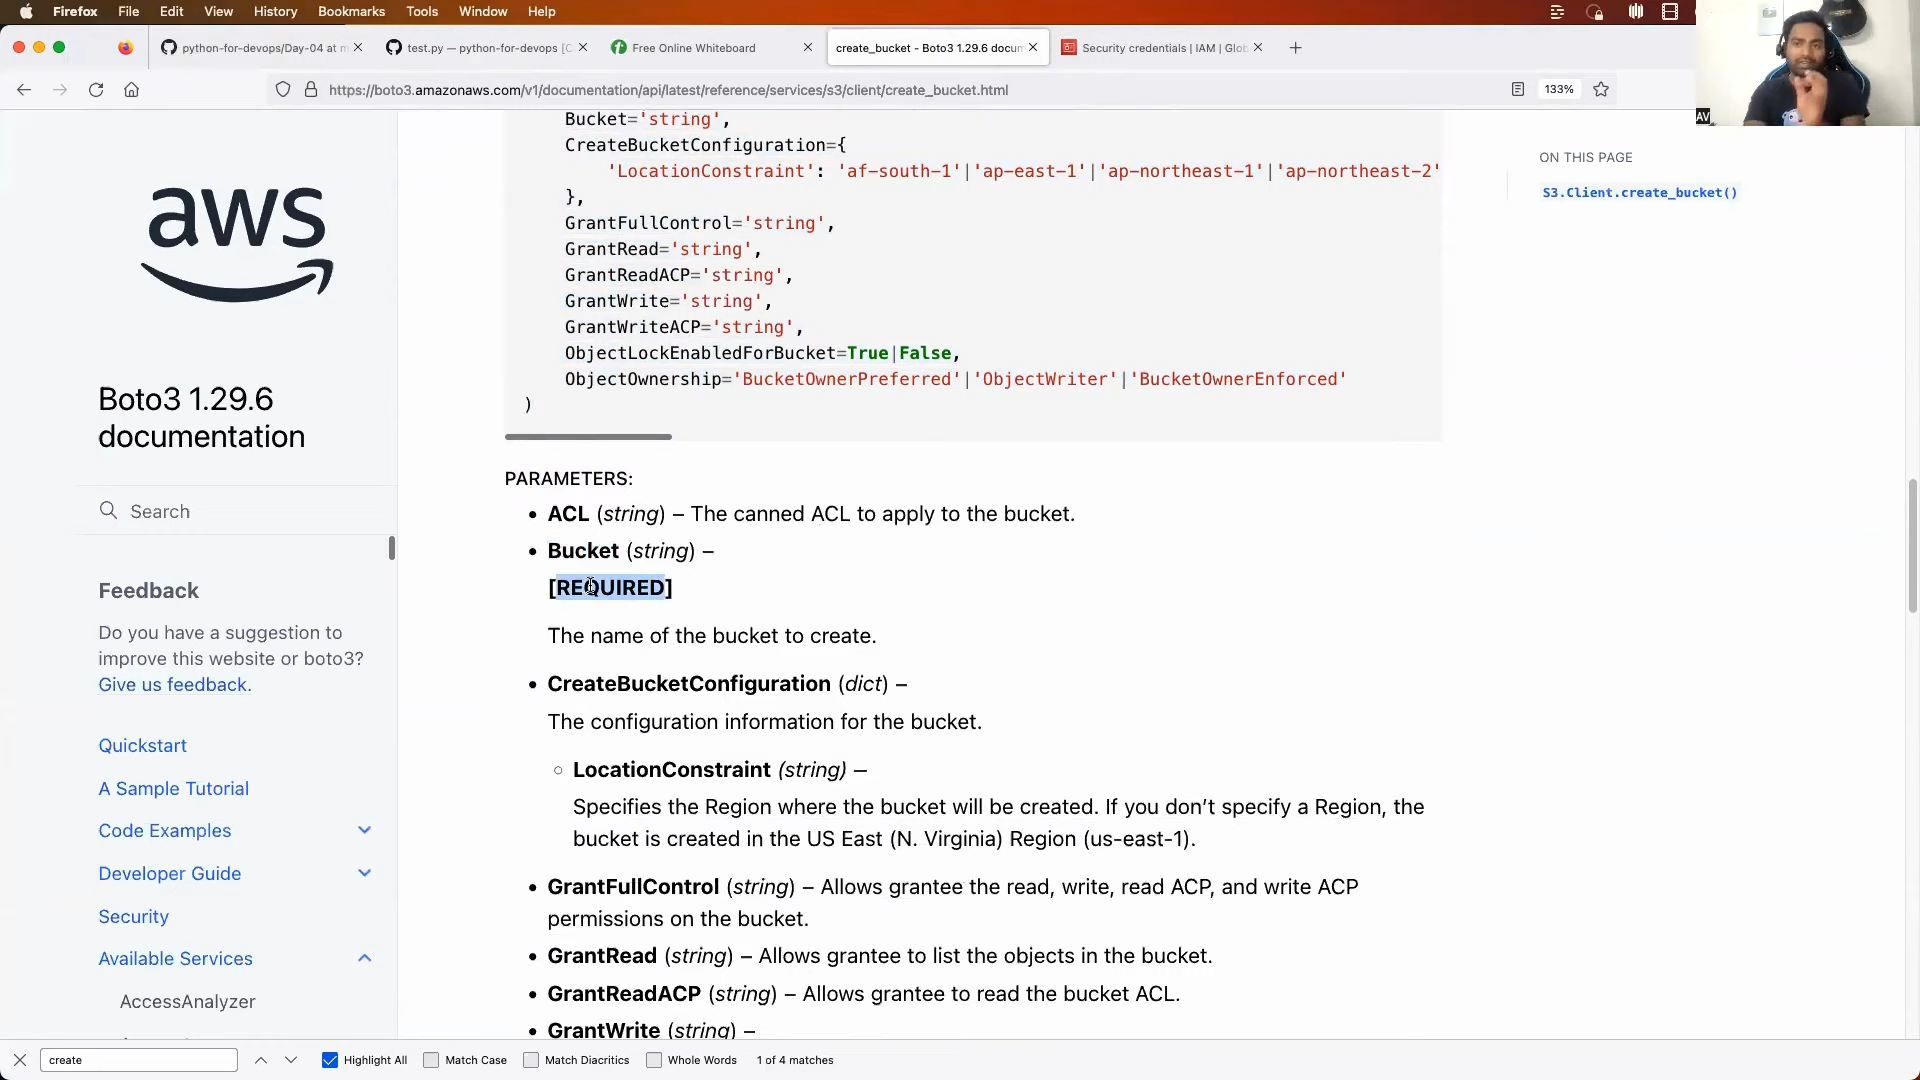 Firefox File Edit View History Bookmarks Tools Window Help
python-for-devops/Day-04 at m
test.py — python-for-devops [C
Free Online Whiteboard
create_bucket - Boto3 1.29.6 docum
Security credentials | IAM | Glob
https://boto3.amazonaws.com/v1/documentation/api/latest/reference/services/s3/client/create_bucket.html
133%
AV
aws
Boto3 1.29.6
documentation
Search
Feedback
Do you have a suggestion to
improve this website or boto3?
Give us feedback.
Quickstart
A Sample Tutorial
Code Examples
Developer Guide
Security
Available Services
AccessAnalyzer
Bucket='string',
CreateBucketConfiguration={
'LocationConstraint': 'af-south-1'|'ap-east-1'|'ap-northeast-1'|'ap-northeast-2'
},
GrantFullControl='string',
GrantRead='string',
GrantReadACP='string',
GrantWrite='string',
GrantWriteACP='string',
ObjectLockEnabledForBucket=True|False,
ObjectOwnership='BucketOwnerPreferred'|'ObjectWriter'|'BucketOwnerEnforced'
)
PARAMETERS:
• ACL (string) – The canned ACL to apply to the bucket.
• Bucket (string) –
[REQUIRED]
The name of the bucket to create.
• CreateBucketConfiguration (dict) –
The configuration information for the bucket.
○ LocationConstraint (string) –
Specifies the Region where the bucket will be created. If you don’t specify a Region, the
bucket is created in the US East (N. Virginia) Region (us-east-1).
• GrantFullControl (string) – Allows grantee the read, write, read ACP, and write ACP
permissions on the bucket.
• GrantRead (string) – Allows grantee to list the objects in the bucket.
• GrantReadACP (string) – Allows grantee to read the bucket ACL.
• GrantWrite (string) –
ON THIS PAGE
S3.Client.create_bucket()
create
Highlight All
Match Case
Match Diacritics
Whole Words
1 of 4 matches